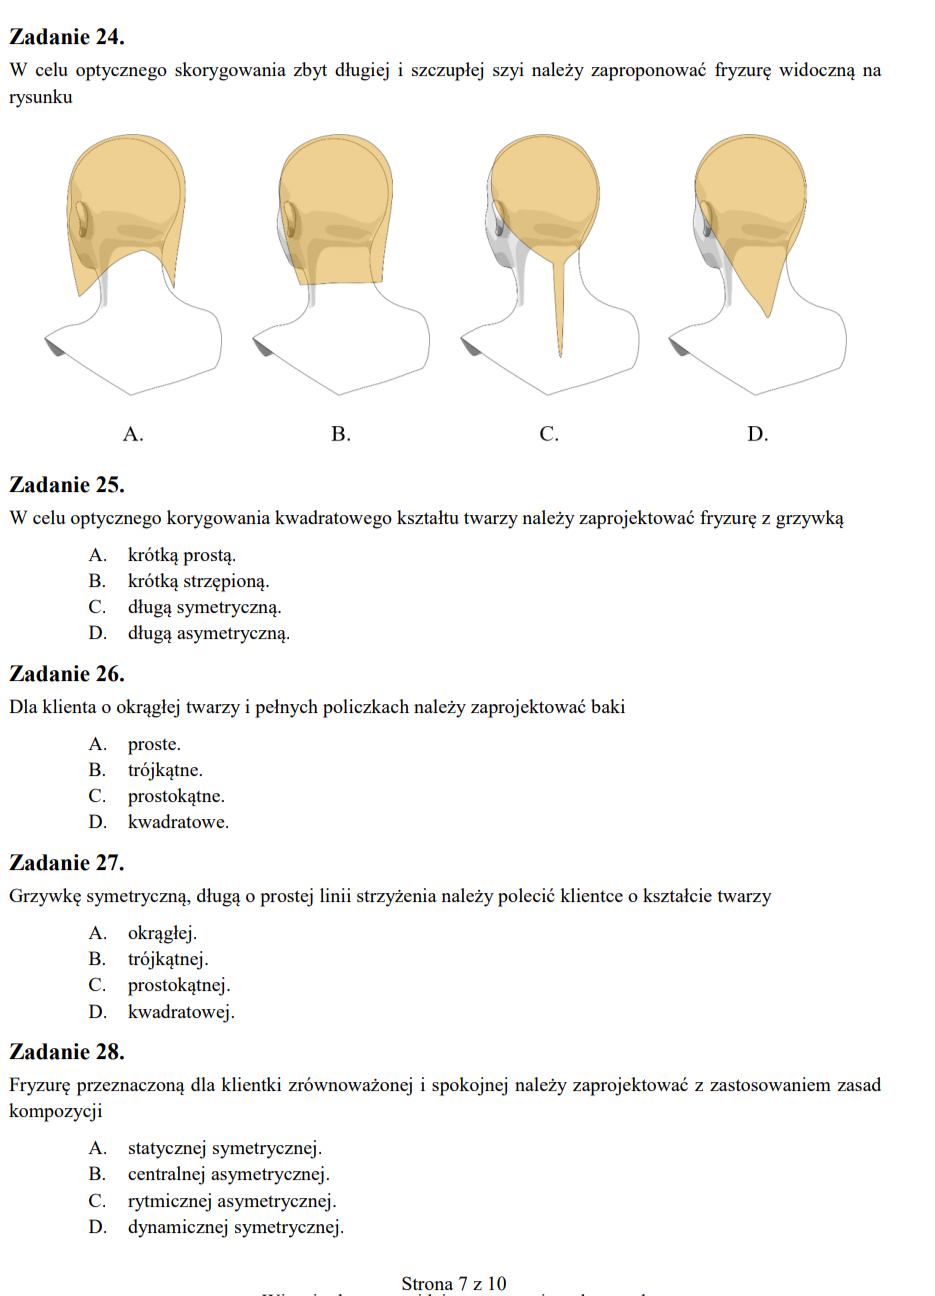 Zadanie 24.
W celu optycznego skorygowania zbyt długiej i szczupłej szyi należy zaproponować fryzurę widoczną na
rysunku
A. B. C. D.
Zadanie 25.
W celu optycznego korygowania kwadratowego kształtu twarzy należy zaprojektować fryzurę z grzywką
A. krótką prostą.
B. krótką strzępioną.
C. długą symetryczną.
D. długą asymetryczną.
Zadanie 26.
Dla klienta o okrągłej twarzy i pełnych policzkach należy zaprojektować baki
A. proste.
B. trójkątne.
C. prostokątne.
D. kwadratowe.
Zadanie 27.
Grzywkę symetryczną, długą o prostej linii strzyżenia należy polecić klientce o kształcie twarzy
A. okrągłej.
B. trójkątnej.
C. prostokątnej.
D. kwadratowej.
Zadanie 28.
Fryzurę przeznaczoną dla klientki zrównoważonej i spokojnej należy zaprojektować z zastosowaniem zasad
kompozycji
A. statycznej symetrycznej.
B. centralnej asymetrycznej.
C. rytmicznej asymetrycznej.
D. dynamicznej symetrycznej.
Strona 7 z 10